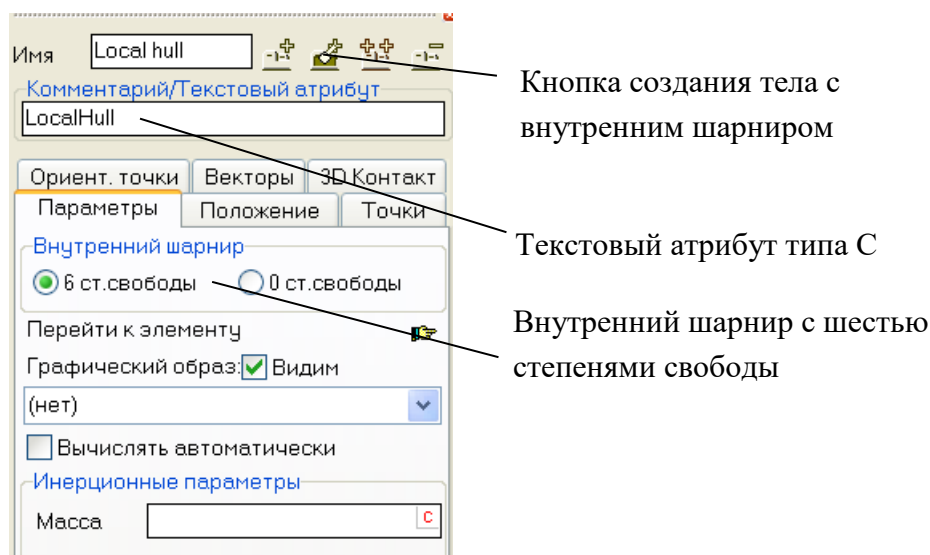 Имя Local hull
Комментарий/Текстовый атрибут
LocalHull
Ориент. точки Векторы 3D Контакт
Параметры Положение Точки
Внутренний шарнир
6 ст.свободы 0 ст.свободы
Перейти к элементу
Графический образ: Видим
(нет)
Вычислять автоматически
Инерционные параметры
Масса C
Кнопка создания тела с
внутренним шарниром
Текстовый атрибут типа C
Внутренний шарнир с шестью
степенями свободы